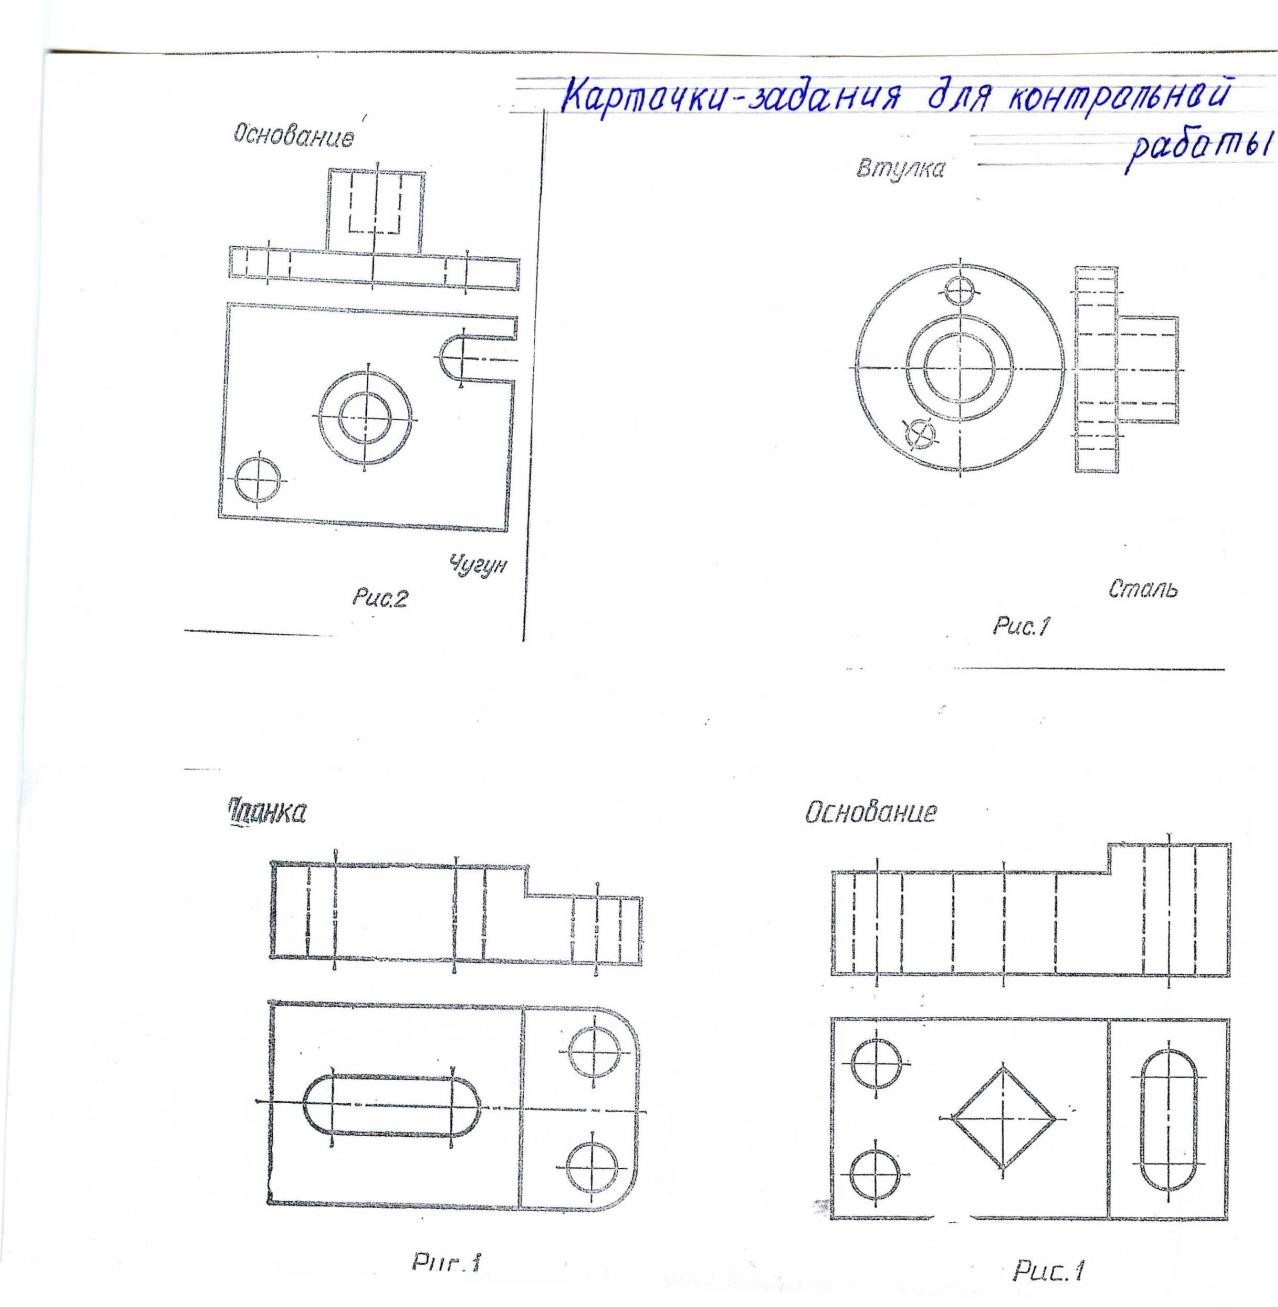 Карточки-задания для контрольной
работы
Основание
Втулка
Чугун
Рис.2
Сталь
Рис.1
Планка
Основание
Рис.1
Рис.1